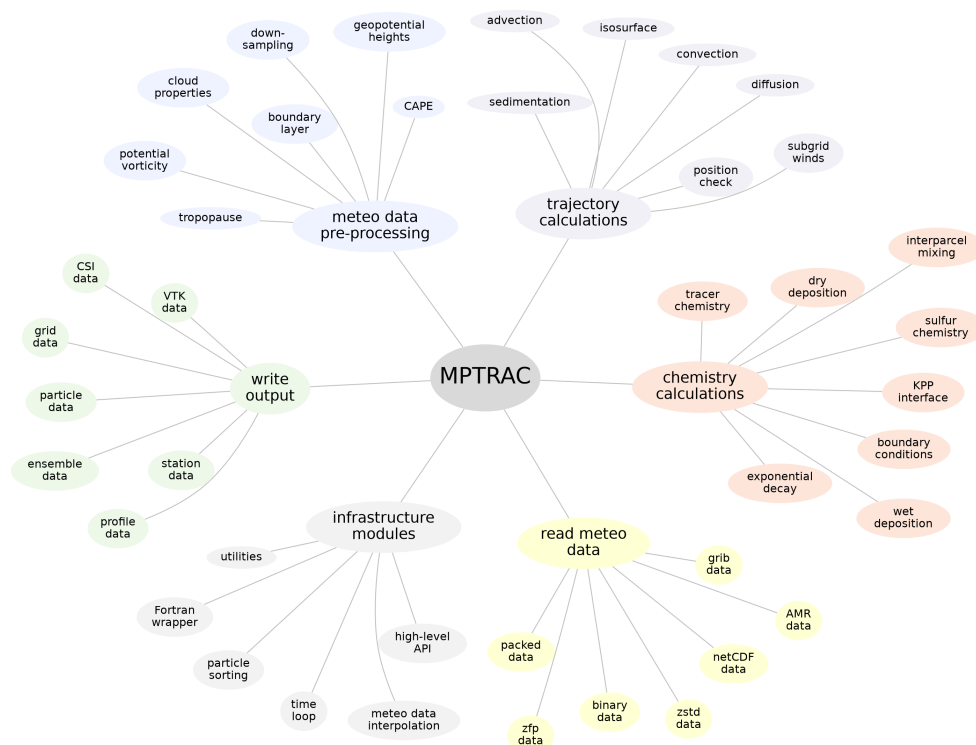 advection
geopotential
heights
isosurface
down-
sampling
convection
cloud
properties
diffusion
CAPE
sedimentation
boundary
layer
potential
vorticity
subgrid
winds
position
check
tropopause
meteo data
pre-processing
trajectory
calculations
interparcel
mixing
CSI
data
VTK
data
tracer
chemistry
dry
deposition
grid
data
sulfur
chemistry
MPTRAC
write
output
chemistry
calculations
KPP
interface
particle
data
boundary
conditions
ensemble
data
station
data
exponential
decay
profile
data
wet
deposition
infrastructure
modules
read meteo
data
utilities
grib
data
Fortran
wrapper
AMR
data
high-level
API
packed
data
netCDF
data
particle
sorting
time
loop
meteo data
interpolation
binary
data
zstd
data
zfp
data